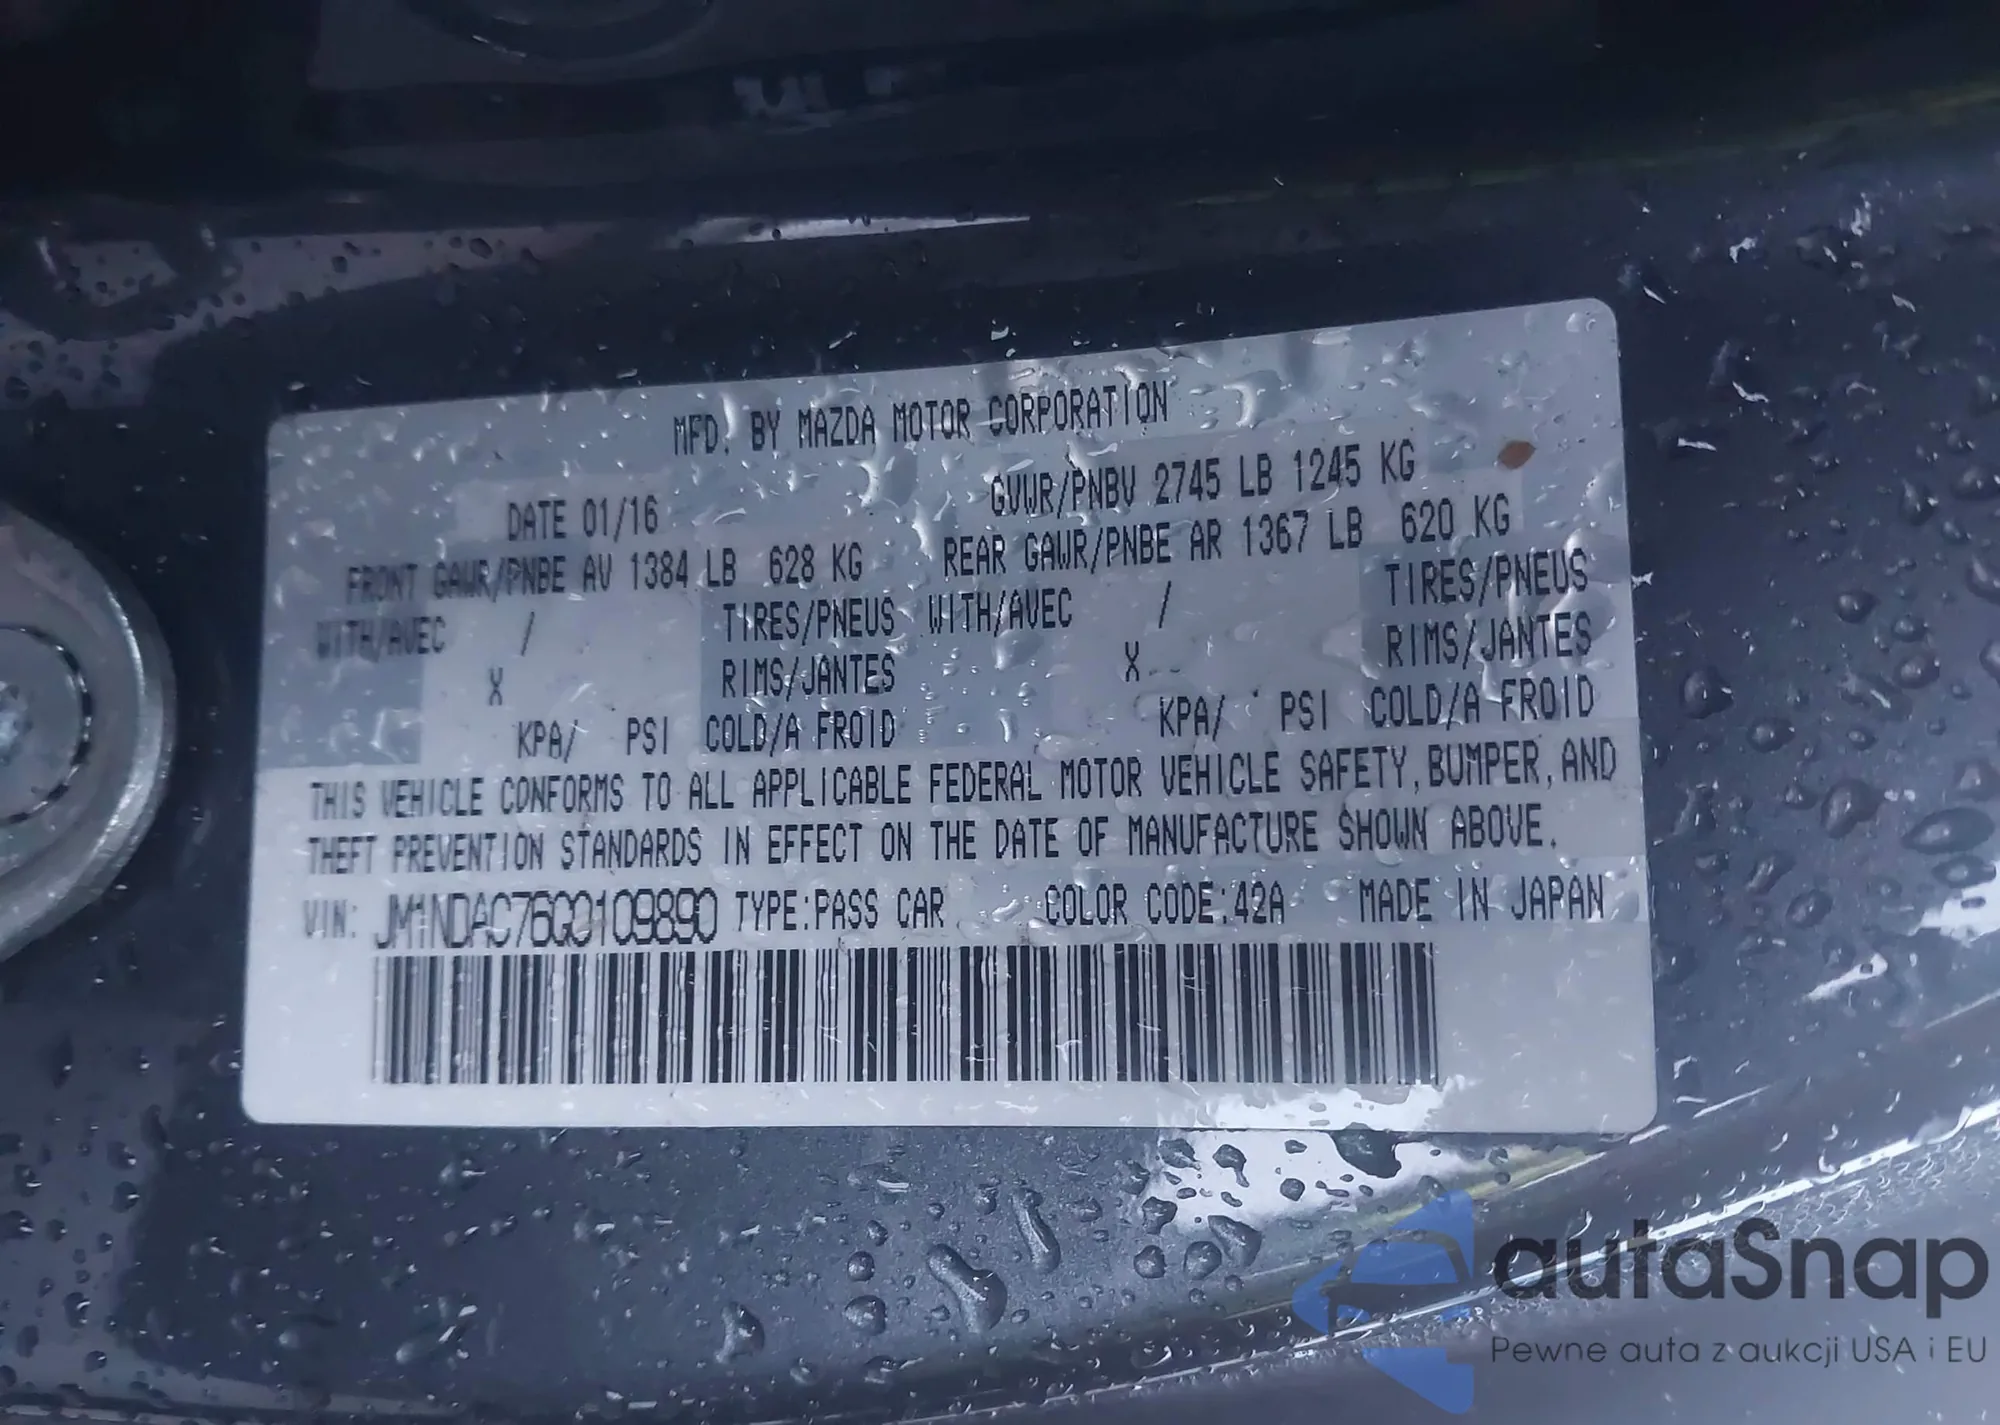 MFD. BY MAZDA MOTOR CORPORATION
DATE 01/16 GVWR/PNBV 2745 LB 1245 KG
FRONT GAWR/PNBE AV 1384 LB 628 KG REAR GAWR/PNBE AR 1367 LB 620 KG
WITH/AVEC / TIRES/PNEUS WITH/AVEC / TIRES/PNEUS
X RIMS/JANTES X RIMS/JANTES
KPA/ PSI COLD/A FROID KPA/ PSI COLD/A FROID
THIS VEHICLE CONFORMS TO ALL APPLICABLE FEDERAL MOTOR VEHICLE SAFETY, BUMPER, AND
THEFT PREVENTION STANDARDS IN EFFECT ON THE DATE OF MANUFACTURE SHOWN ABOVE.
VIN: JM1NDAC76G0109890 TYPE:PASS CAR COLOR CODE:42A MADE IN JAPAN
autaSnap
Pewne auta z aukcji USA i EU